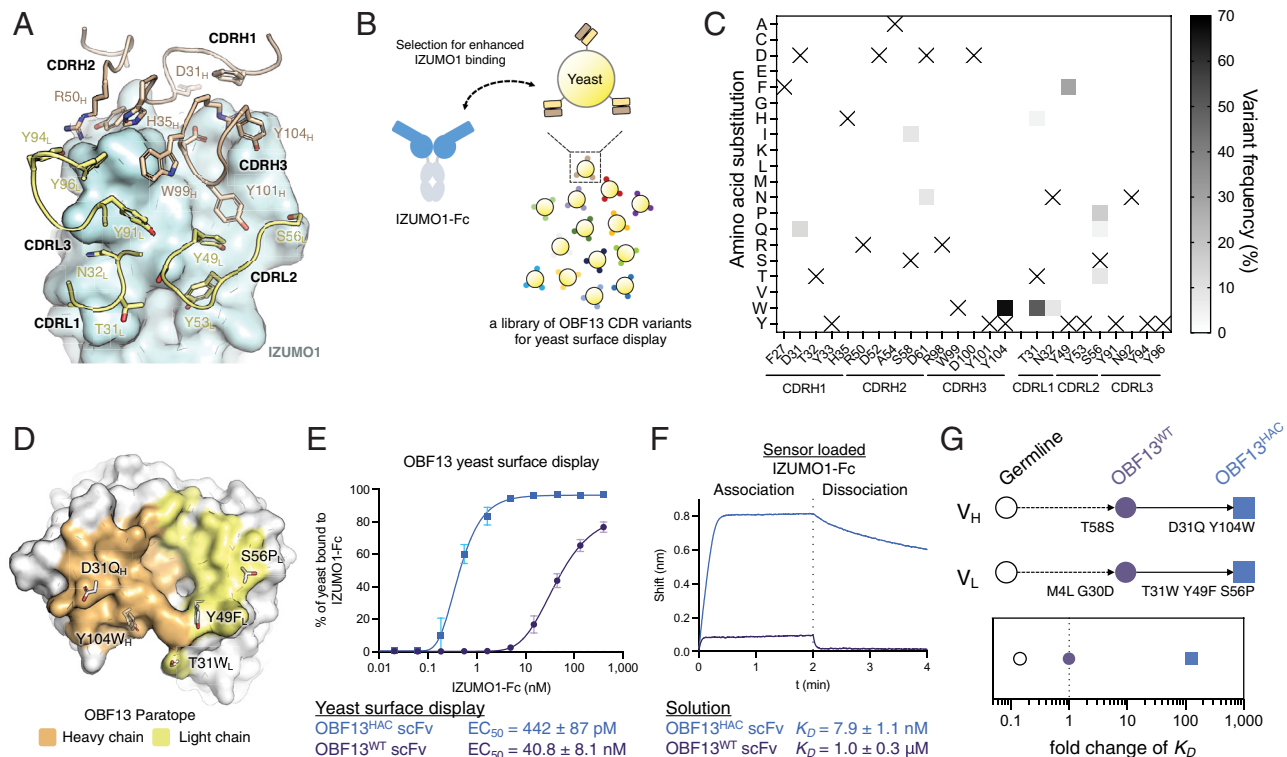 A
CDRH1
CDRH2
D31H
R50H
H35H
Y104H
Y94L
CDRH3
Y96L
W99H
Y101H
CDRL3
Y91L
S56L
Y49L
N32L
CDRL2
CDRL1
T31L
Y53L
IZUMO1
B
Selection for enhanced
IZUMO1 binding
Yeast
IZUMO1-Fc
a library of OBF13 CDR variants
for yeast surface display
C
Amino acid substitution
A
C
D
E
F
G
H
I
K
L
M
N
P
Q
R
S
T
V
W
Y
F27 D31 T32 Y33 H35 R50 D52 A54 S58 D61 R98 W99 D100 Y101 Y104 T31 N32 Y49 Y53 S56 Y91 N92 Y94 Y96
CDRH1 CDRH2 CDRH3 CDRL1 CDRL2 CDRL3
70
60
50
40
30
20
10
0
Variant frequency (%)
D
D31QH
S56PL
Y104WH
Y49FL
T31WL
OBF13 Paratope
Heavy chain Light chain
E
OBF13 yeast surface display
% of yeast bound to
IZUMO1-Fc
100
80
60
40
20
0
0.01 0.1 1 10 100 1,000
IZUMO1-Fc (nM)
Yeast surface display
OBF13HAC scFv EC50 = 442 ± 87 pM
OBF13WT scFv EC50 = 40.8 ± 8.1 nM
F
Sensor loaded
IZUMO1-Fc
Association Dissociation
Shift (nm)
0.8
0.6
0.4
0.2
0
0 1 2 3 4
t (min)
Solution
OBF13HAC scFv KD = 7.9 ± 1.1 nM
OBF13WT scFv KD = 1.0 ± 0.3 µM
G
Germline OBF13WT OBF13HAC
VH
T58S D31Q Y104W
VL
M4L G30D T31W Y49F S56P
0.1 1 10 100 1,000
fold change of KD